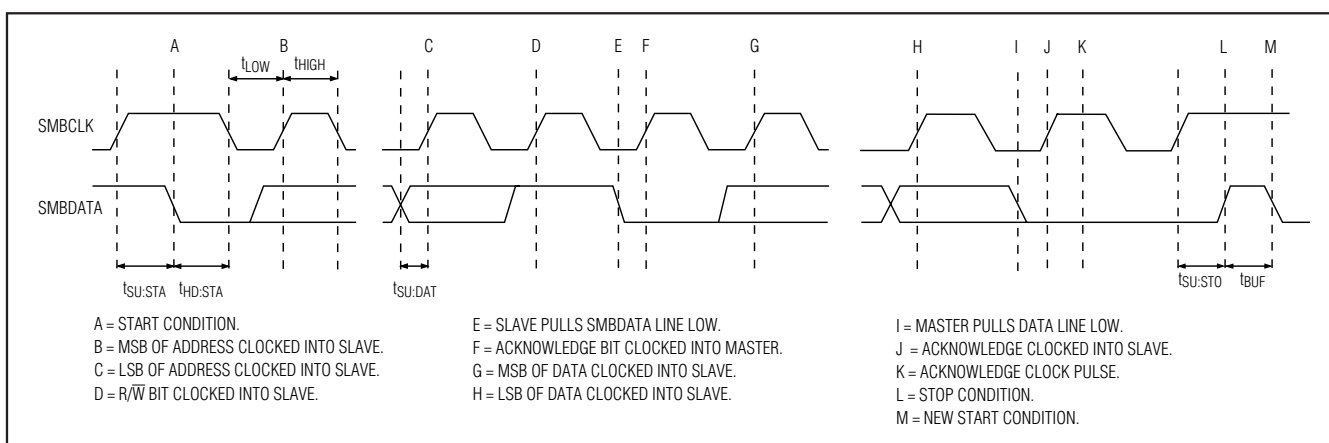 A B C D E F G H I J K L M
tLOW tHIGH
SMBCLK
SMBDATA
tSU:STA tHD:STA tSU:DAT tSU:STO tBUF
A = START CONDITION.
B = MSB OF ADDRESS CLOCKED INTO SLAVE.
C = LSB OF ADDRESS CLOCKED INTO SLAVE.
D = R/W̅ BIT CLOCKED INTO SLAVE.
E = SLAVE PULLS SMBDATA LINE LOW.
F = ACKNOWLEDGE BIT CLOCKED INTO MASTER.
G = MSB OF DATA CLOCKED INTO SLAVE.
H = LSB OF DATA CLOCKED INTO SLAVE.
I = MASTER PULLS DATA LINE LOW.
J = ACKNOWLEDGE CLOCKED INTO SLAVE.
K = ACKNOWLEDGE CLOCK PULSE.
L = STOP CONDITION.
M = NEW START CONDITION.